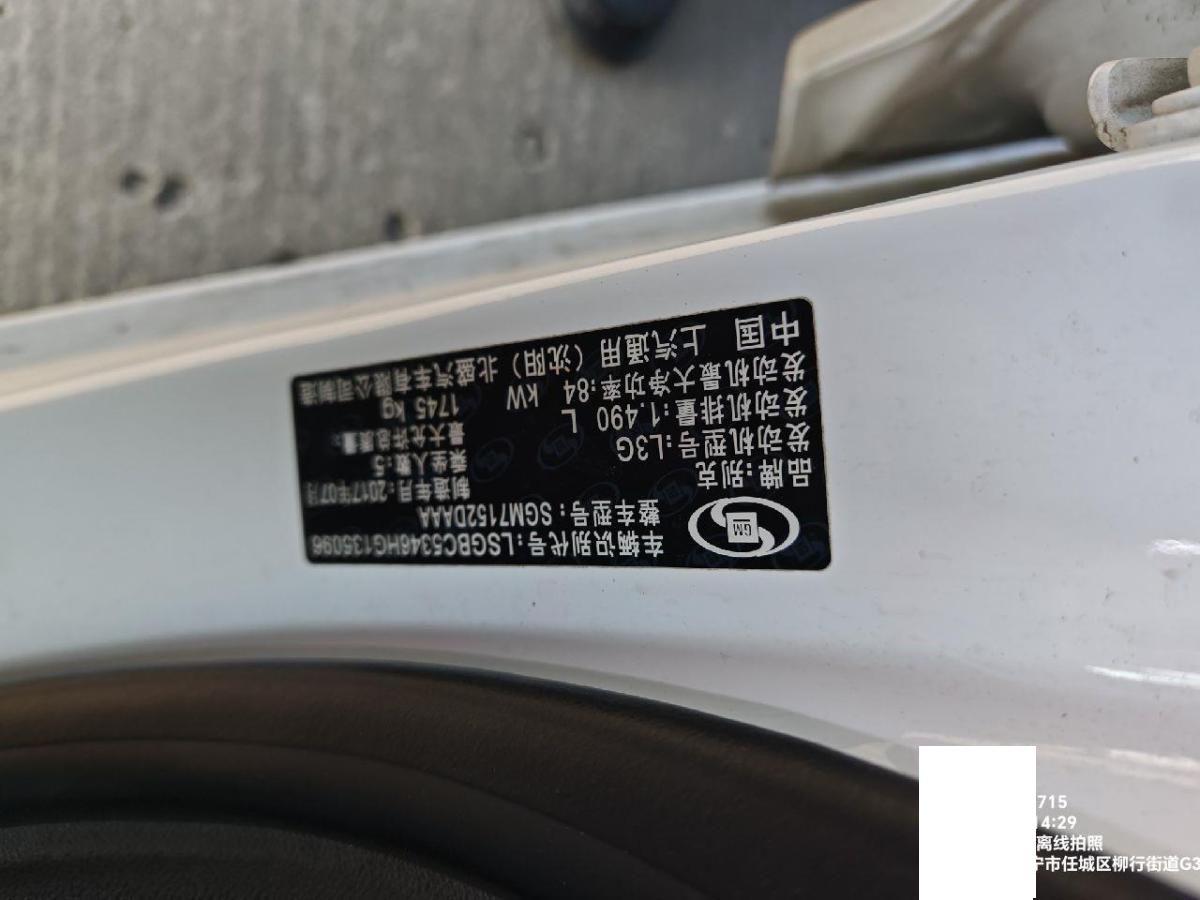 车辆识别代号:LSGBC5346HG135096
整车型号:SGM7152DAAA
GM
品牌:别克
制造年月:2017年07月
发动机型号:L3G
乘坐人数:5
发动机排量:1.490 L
最大允许总质量:
发动机最大净功率:84 kW
1745 kg
中国 上汽通用(沈阳)北盛汽车有限公司制造
715
14:29
离线拍照
宁市任城区柳行街道G3